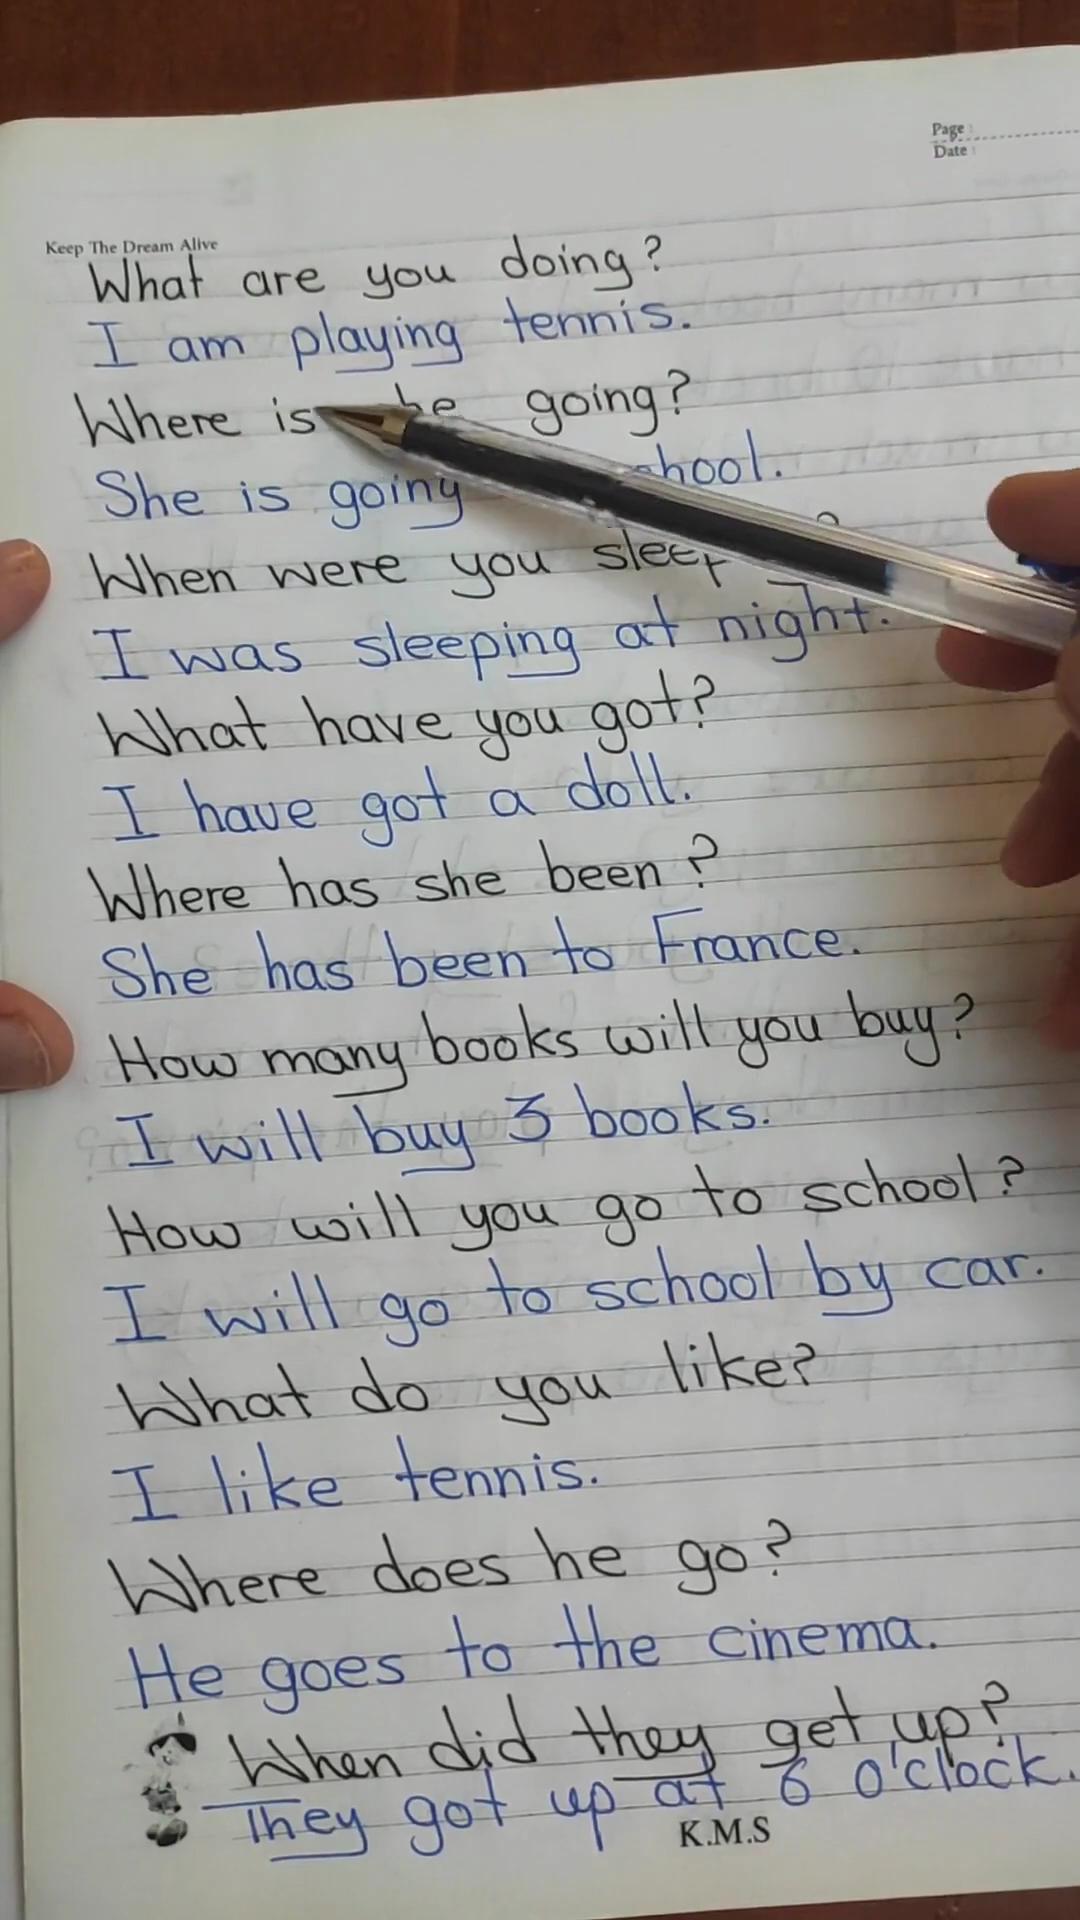 Page :
Date :
Keep The Dream Alive
What are you doing?
I am playing tennis.
Where is he going?
She is going school.
When were you sleep ?
I was sleeping at night.
What have you got?
I have got a doll.
Where has she been?
She has been to France.
How many books will you buy?
I will buy 3 books.
How will you go to school?
I will go to school by car.
What do you like?
I like tennis.
Where does he go?
He goes to the cinema.
When did they get up?
They got up at 6 o'clock.
K.M.S